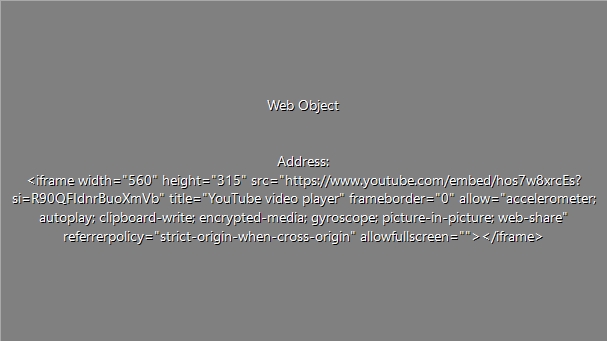 Web Object
Address:
<iframe width="560" height="315" src="https://www.youtube.com/embed/hos7w8xrcEs?
si=R90QFIdnrBuoXmVb" title="YouTube video player" frameborder="0" allow="accelerometer;
autoplay; clipboard-write; encrypted-media; gyroscope; picture-in-picture; web-share"
referrerpolicy="strict-origin-when-cross-origin" allowfullscreen=""></iframe>